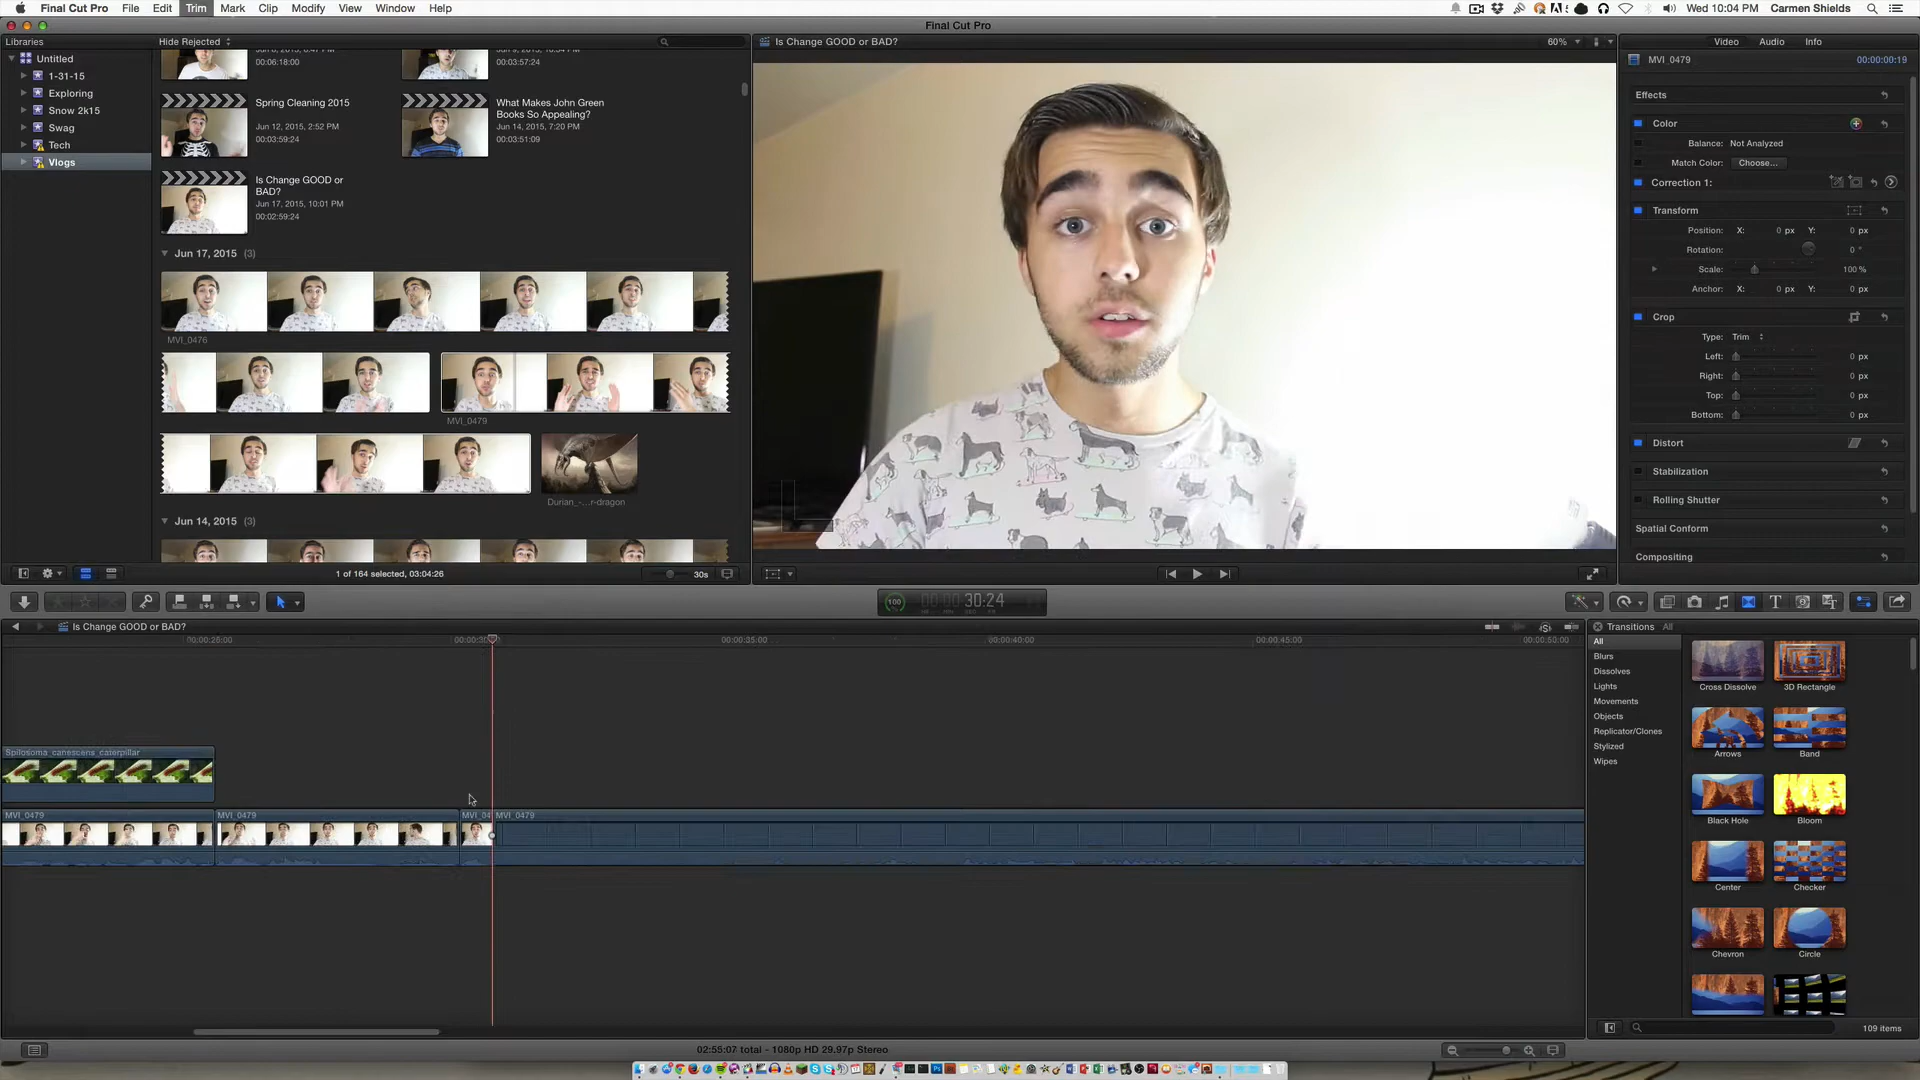 Final Cut Pro File Edit Trim Mark Clip Modify View Window Help
Wed 10:04 PM Carmen Shields
Final Cut Pro
Libraries
Hide Rejected
Untitled
1-31-15
Exploring
Snow 2k15
Swag
Tech
Vlogs
00:06:18:00
00:03:57:24
Spring Cleaning 2015
Jun 12, 2015, 2:52 PM
00:03:59:24
What Makes John Green
Books So Appealing?
Jun 14, 2015, 7:20 PM
00:03:51:09
Is Change GOOD or
BAD?
Jun 17, 2015, 10:01 PM
00:02:59:24
Jun 17, 2015 (3)
MVI_0476
MVI_0479
Durian_-...r-dragon
Jun 14, 2015 (3)
1 of 164 selected, 03:04:26
30s
Is Change GOOD or BAD?
60%
Video Audio Info
MVI_0479 00:00:00:19
Effects
Color
Balance: Not Analyzed
Match Color: Choose...
Correction 1:
Transform
Position: X: 0 px Y: 0 px
Rotation: 0 °
Scale: 100 %
Anchor: X: 0 px Y: 0 px
Crop
Type: Trim
Left: 0 px
Right: 0 px
Top: 0 px
Bottom: 0 px
Distort
Stabilization
Rolling Shutter
Spatial Conform
Compositing
100
30:24
Is Change GOOD or BAD?
00:00:35:00
00:00:40:00
00:00:45:00
00:00:50:00
Spilosoma_canescens_caterpillar
MVI_0479
MVI_0479
MVI_04
MVI_0479
02:55:07 total - 1080p HD 29.97p Stereo
Transitions All
All
Blurs
Dissolves
Lights
Movements
Objects
Replicator/Clones
Stylized
Wipes
Cross Dissolve
3D Rectangle
Arrows
Band
Black Hole
Bloom
Center
Checker
Chevron
Circle
109 items